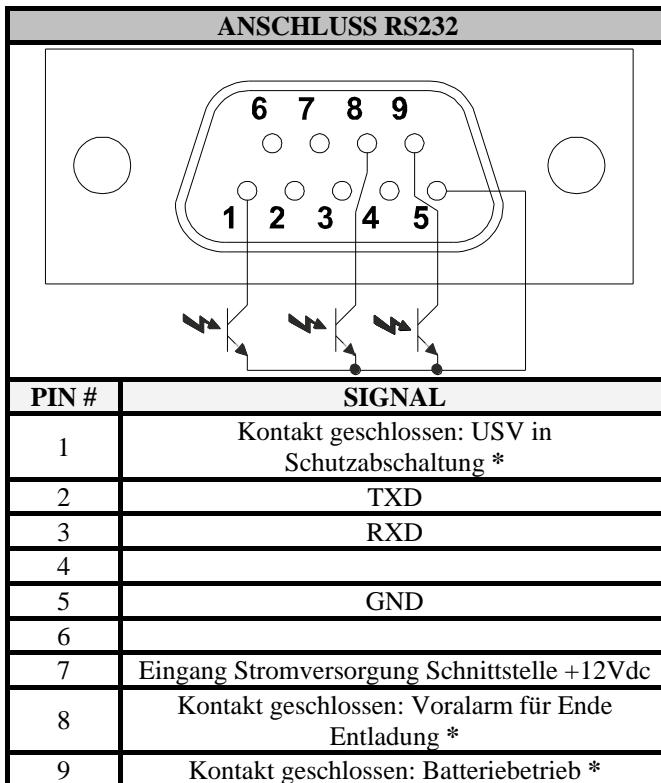 ANSCHLUSS RS232
6 7 8 9
1 2 3 4 5
PIN # SIGNAL
1 Kontakt geschlossen: USV in
Schutzabschaltung *
2 TXD
3 RXD
4
5 GND
6
7 Eingang Stromversorgung Schnittstelle +12Vdc
8 Kontakt geschlossen: Voralarm für Ende
Entladung *
9 Kontakt geschlossen: Batteriebetrieb *